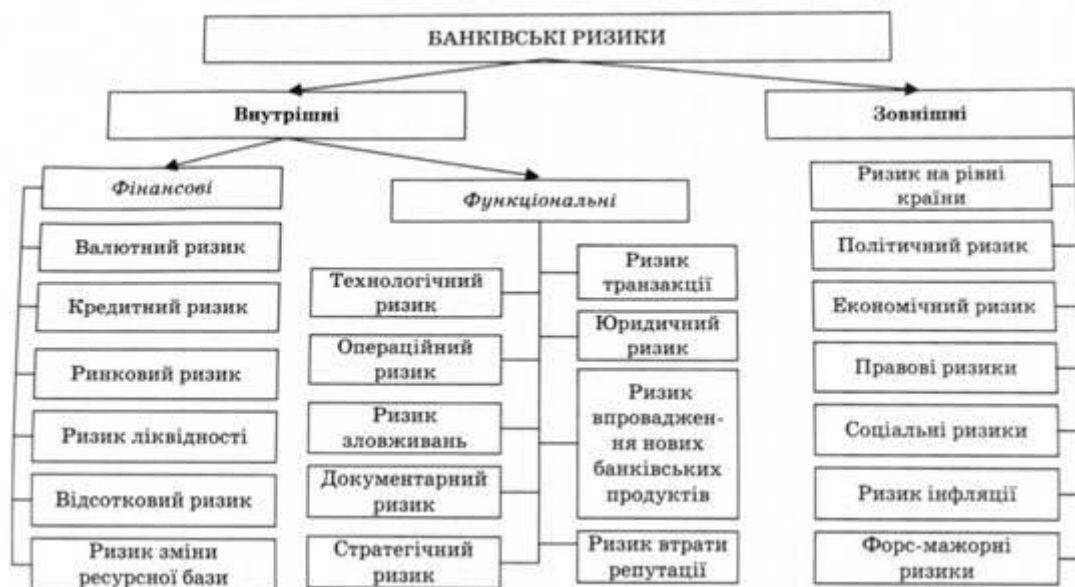 БАНКІВСЬКІ РИЗИКИ
Внутрішні
Зовнішні
Фінансові
Валютний ризик
Кредитний ризик
Ринковий ризик
Ризик ліквідності
Відсотковий ризик
Ризик зміни
ресурсної бази
Функціональні
Технологічний
ризик
Операційний
ризик
Ризик
зловживань
Документарний
ризик
Стратегічний
ризик
Ризик
транзакції
Юридичний
ризик
Ризик
впроваджен-
ня нових
банківських
продуктів
Ризик втрати
репутації
Ризик на рівні
країни
Політичний ризик
Економічний ризик
Правові ризики
Соціальні ризики
Ризик інфляції
Форс-мажорні
ризики